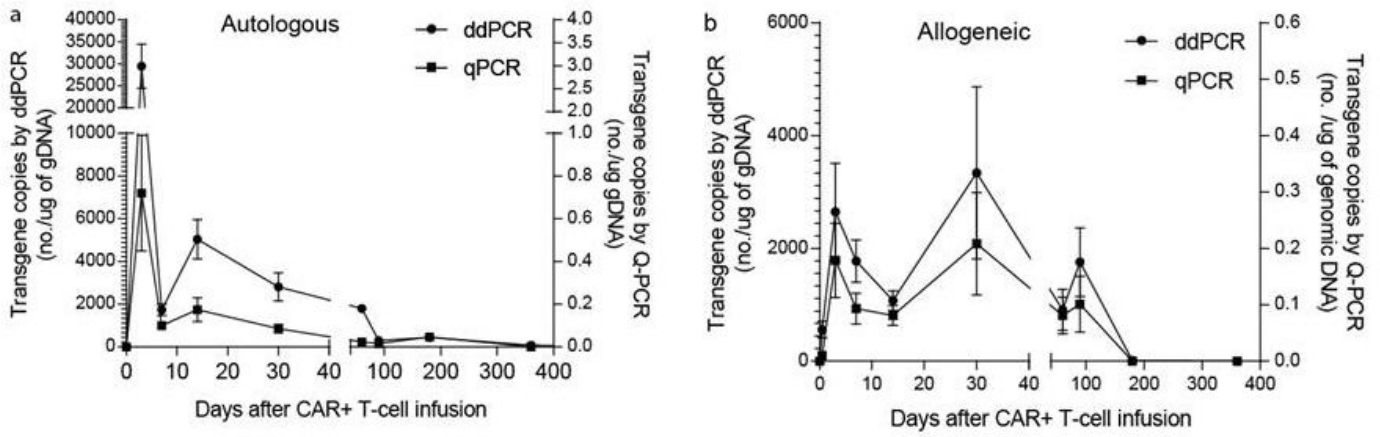 a
Autologous
ddPCR
qPCR
Transgene copies by ddPCR
(no./ug of gDNA)
40000
35000
30000
25000
20000
10000
8000
6000
4000
2000
0
4.0
3.5
3.0
2.5
2.0
1.0
0.8
0.6
0.4
0.2
0.0
Transgene copies by Q-PCR
(no./ug gDNA)
0 10 20 30 40 100 200 300 400
Days after CAR+ T-cell infusion
b
Allogeneic
ddPCR
qPCR
Transgene copies by ddPCR
(no./ug of gDNA)
6000
4000
2000
0
0.6
0.5
0.4
0.3
0.2
0.1
0.0
Transgene copies by Q-PCR
(no. /ug of genomic DNA)
0 10 20 30 40 100 200 300 400
Days after CAR+ T-cell infusion